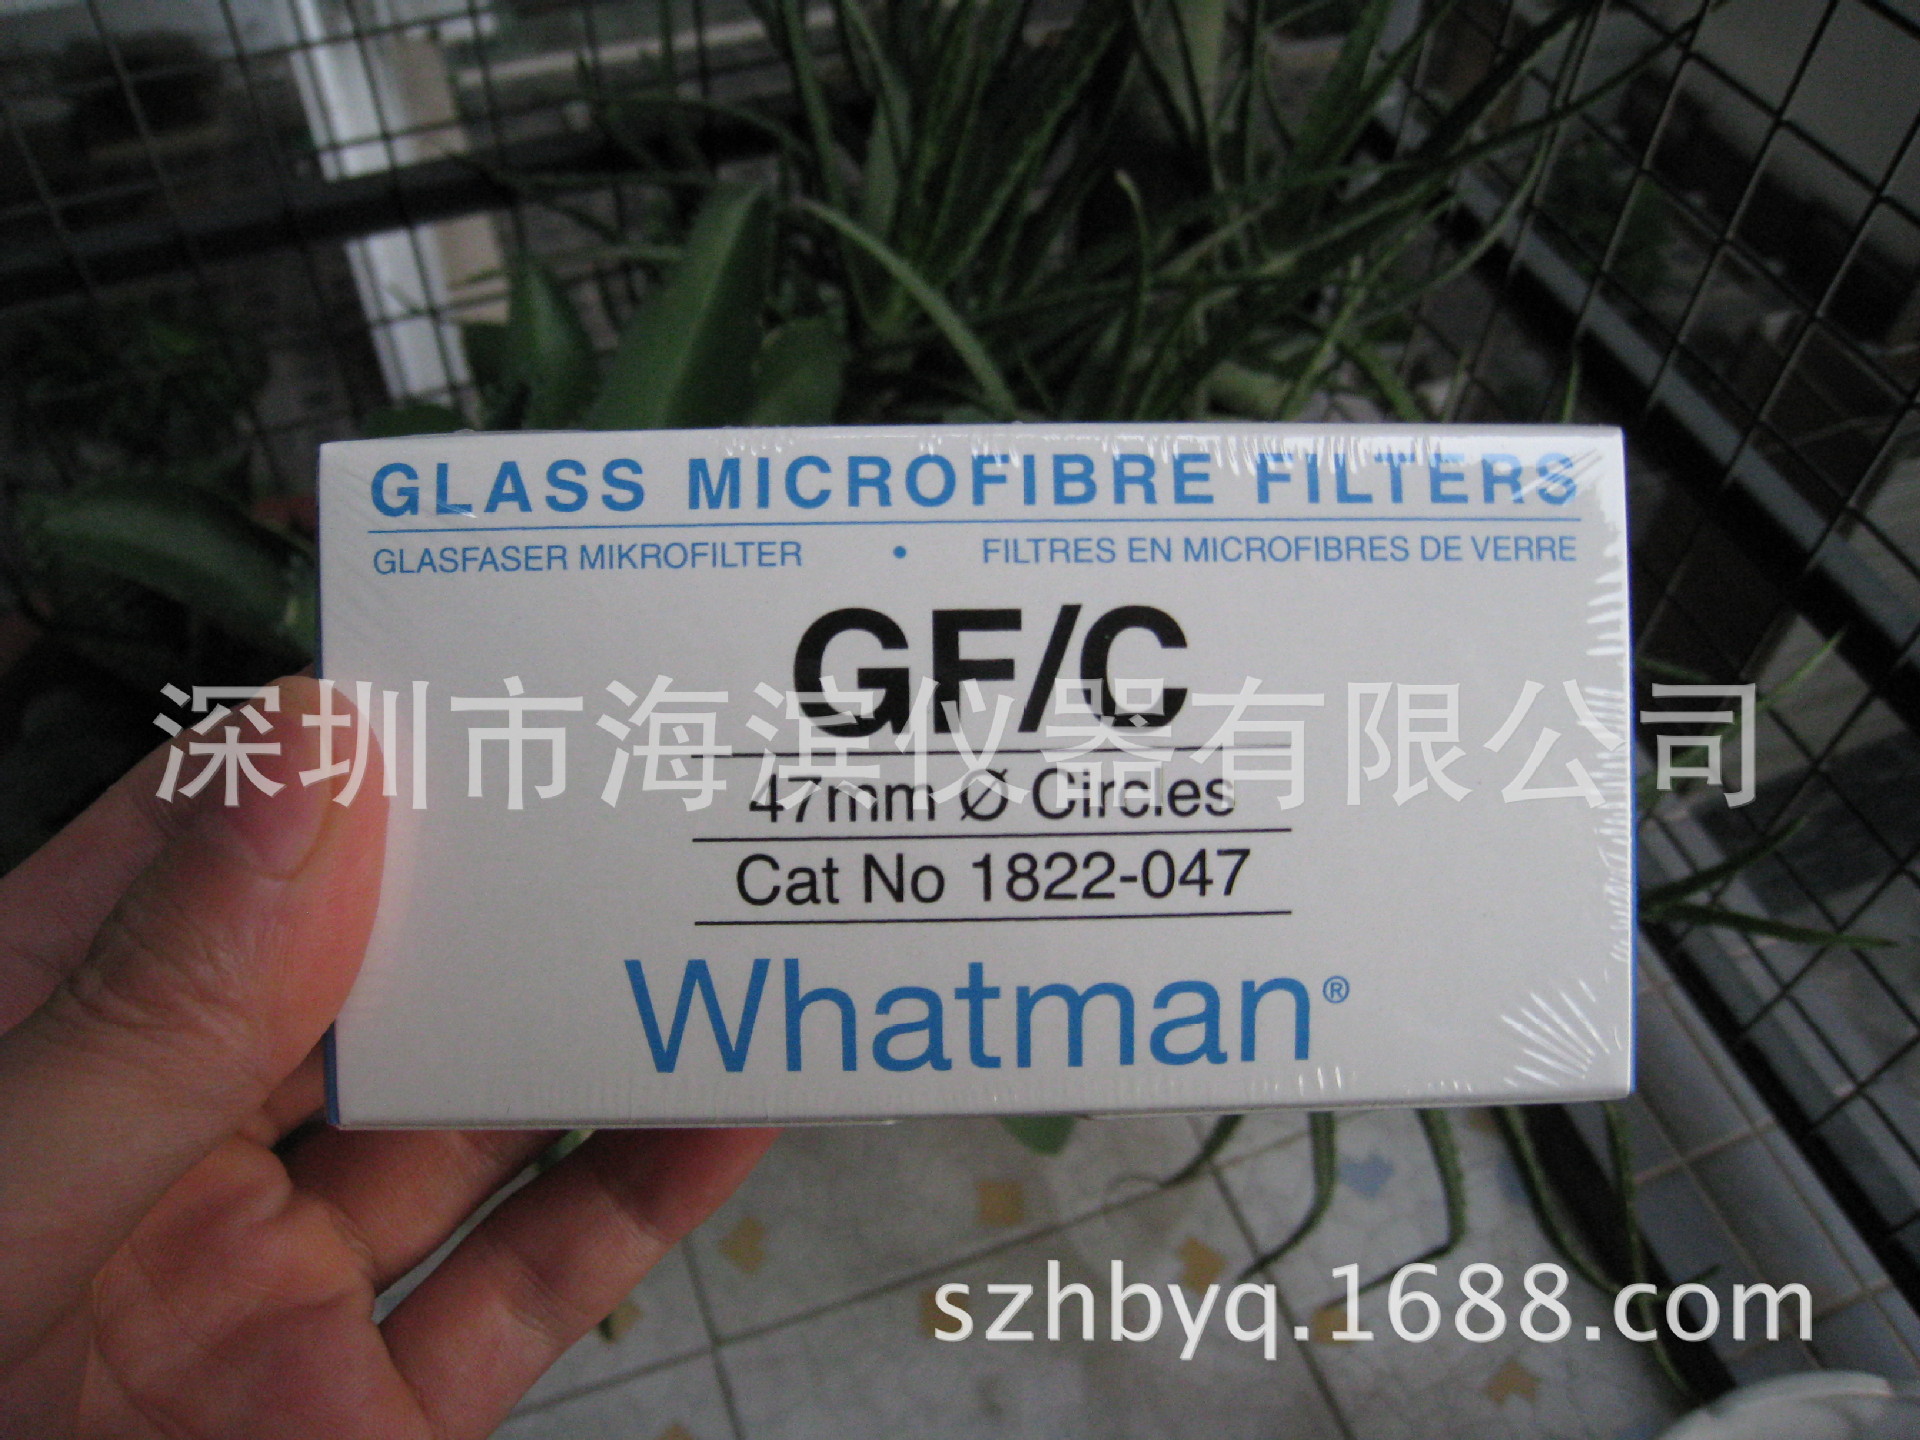 GLASS MICROFIBRE FILTERS
GLASFASER MIKROFILTER • FILTRES EN MICROFIBRES DE VERRE
GF/C
深圳市海滨仪器有限公司
47mm Ø Circles
Cat No 1822-047
Whatman®
szhbyq.1688.com